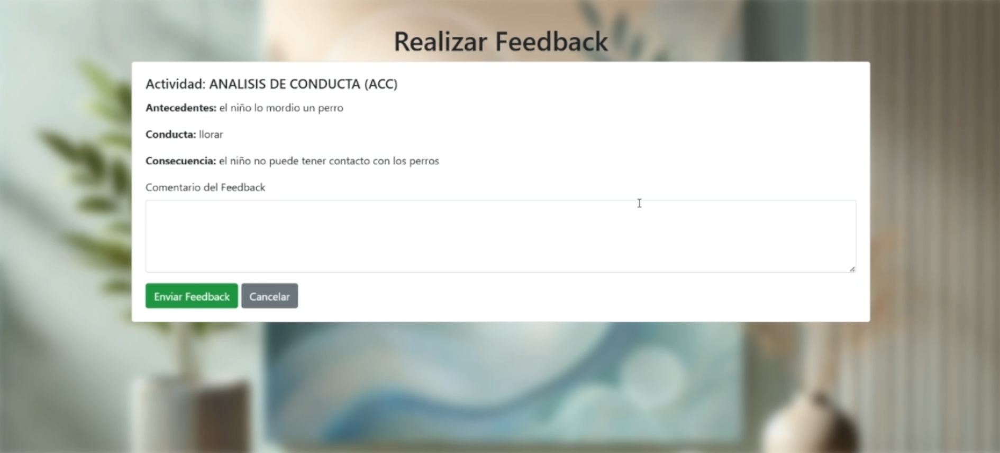 Realizar Feedback
Actividad: ANALISIS DE CONDUCTA (ACC)
Antecedentes: el niño lo mordio un perro
Conducta: llorar
Consecuencia: el niño no puede tener contacto con los perros
Comentario del Feedback
Enviar Feedback Cancelar